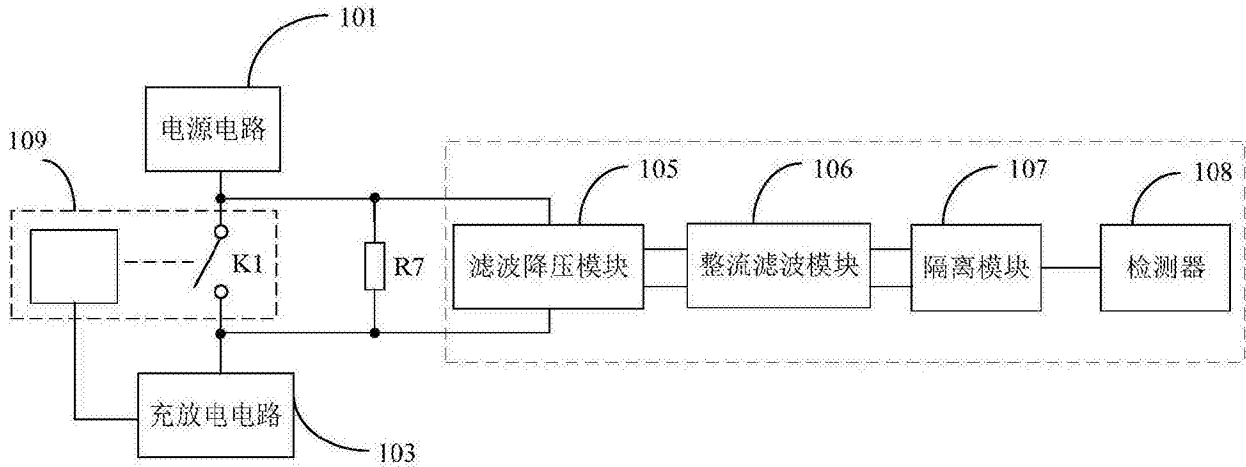 101
电源电路
109
K1
R7
充放电电路
103
105
滤波降压模块
106
整流滤波模块
107
隔离模块
108
检测器